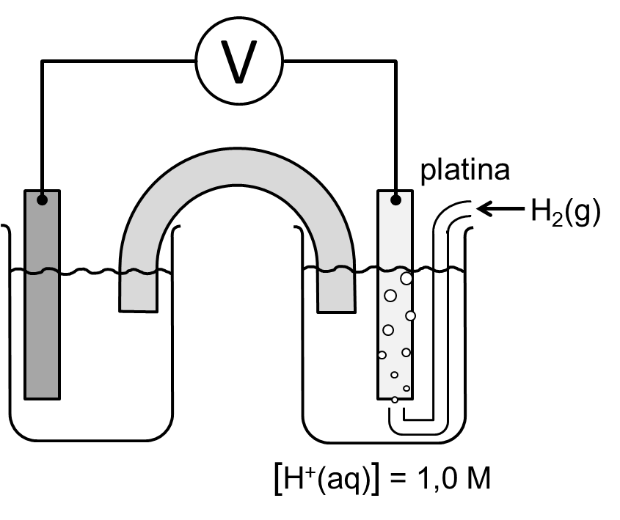 V
platina
H₂(g)
[H⁺(aq)] = 1,0 M